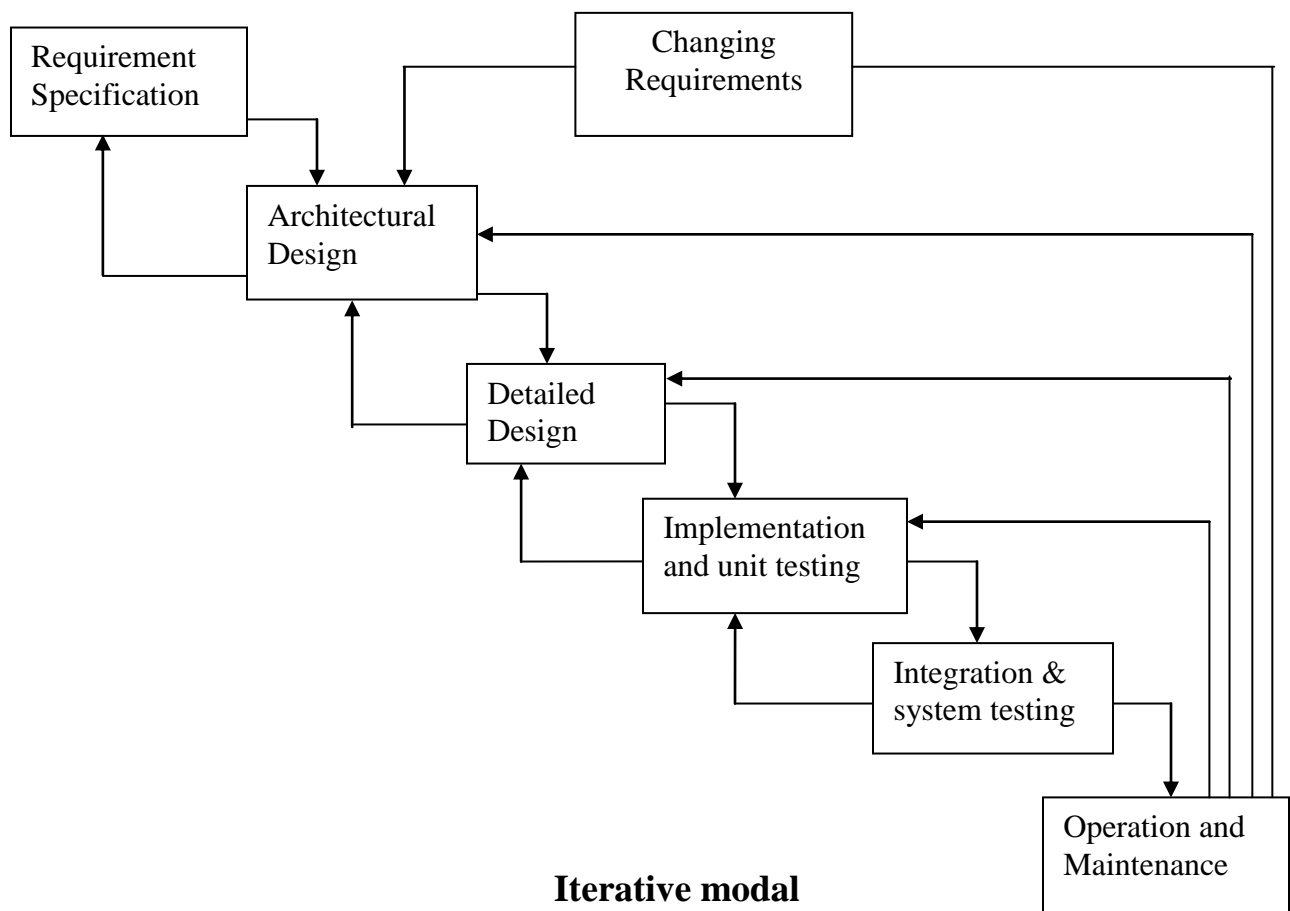 Requirement
Specification
Changing
Requirements
Architectural
Design
Detailed
Design
Implementation
and unit testing
Integration &
system testing
Operation and
Maintenance
Iterative modal